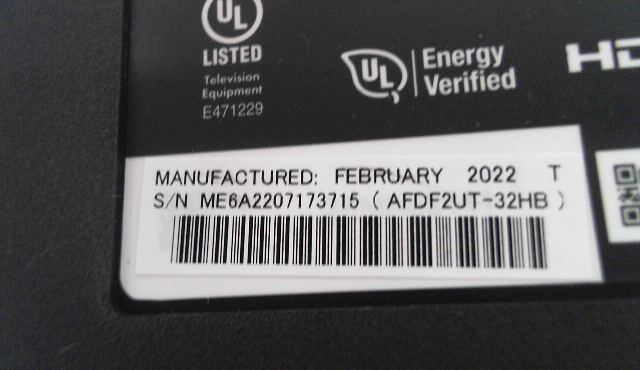 UL
LISTED
Television
Equipment
E471229
UL
Energy
Verified
MANUFACTURED: FEBRUARY 2022 T
S/N ME6A2207173715 ( AFDF2UT-32HB )